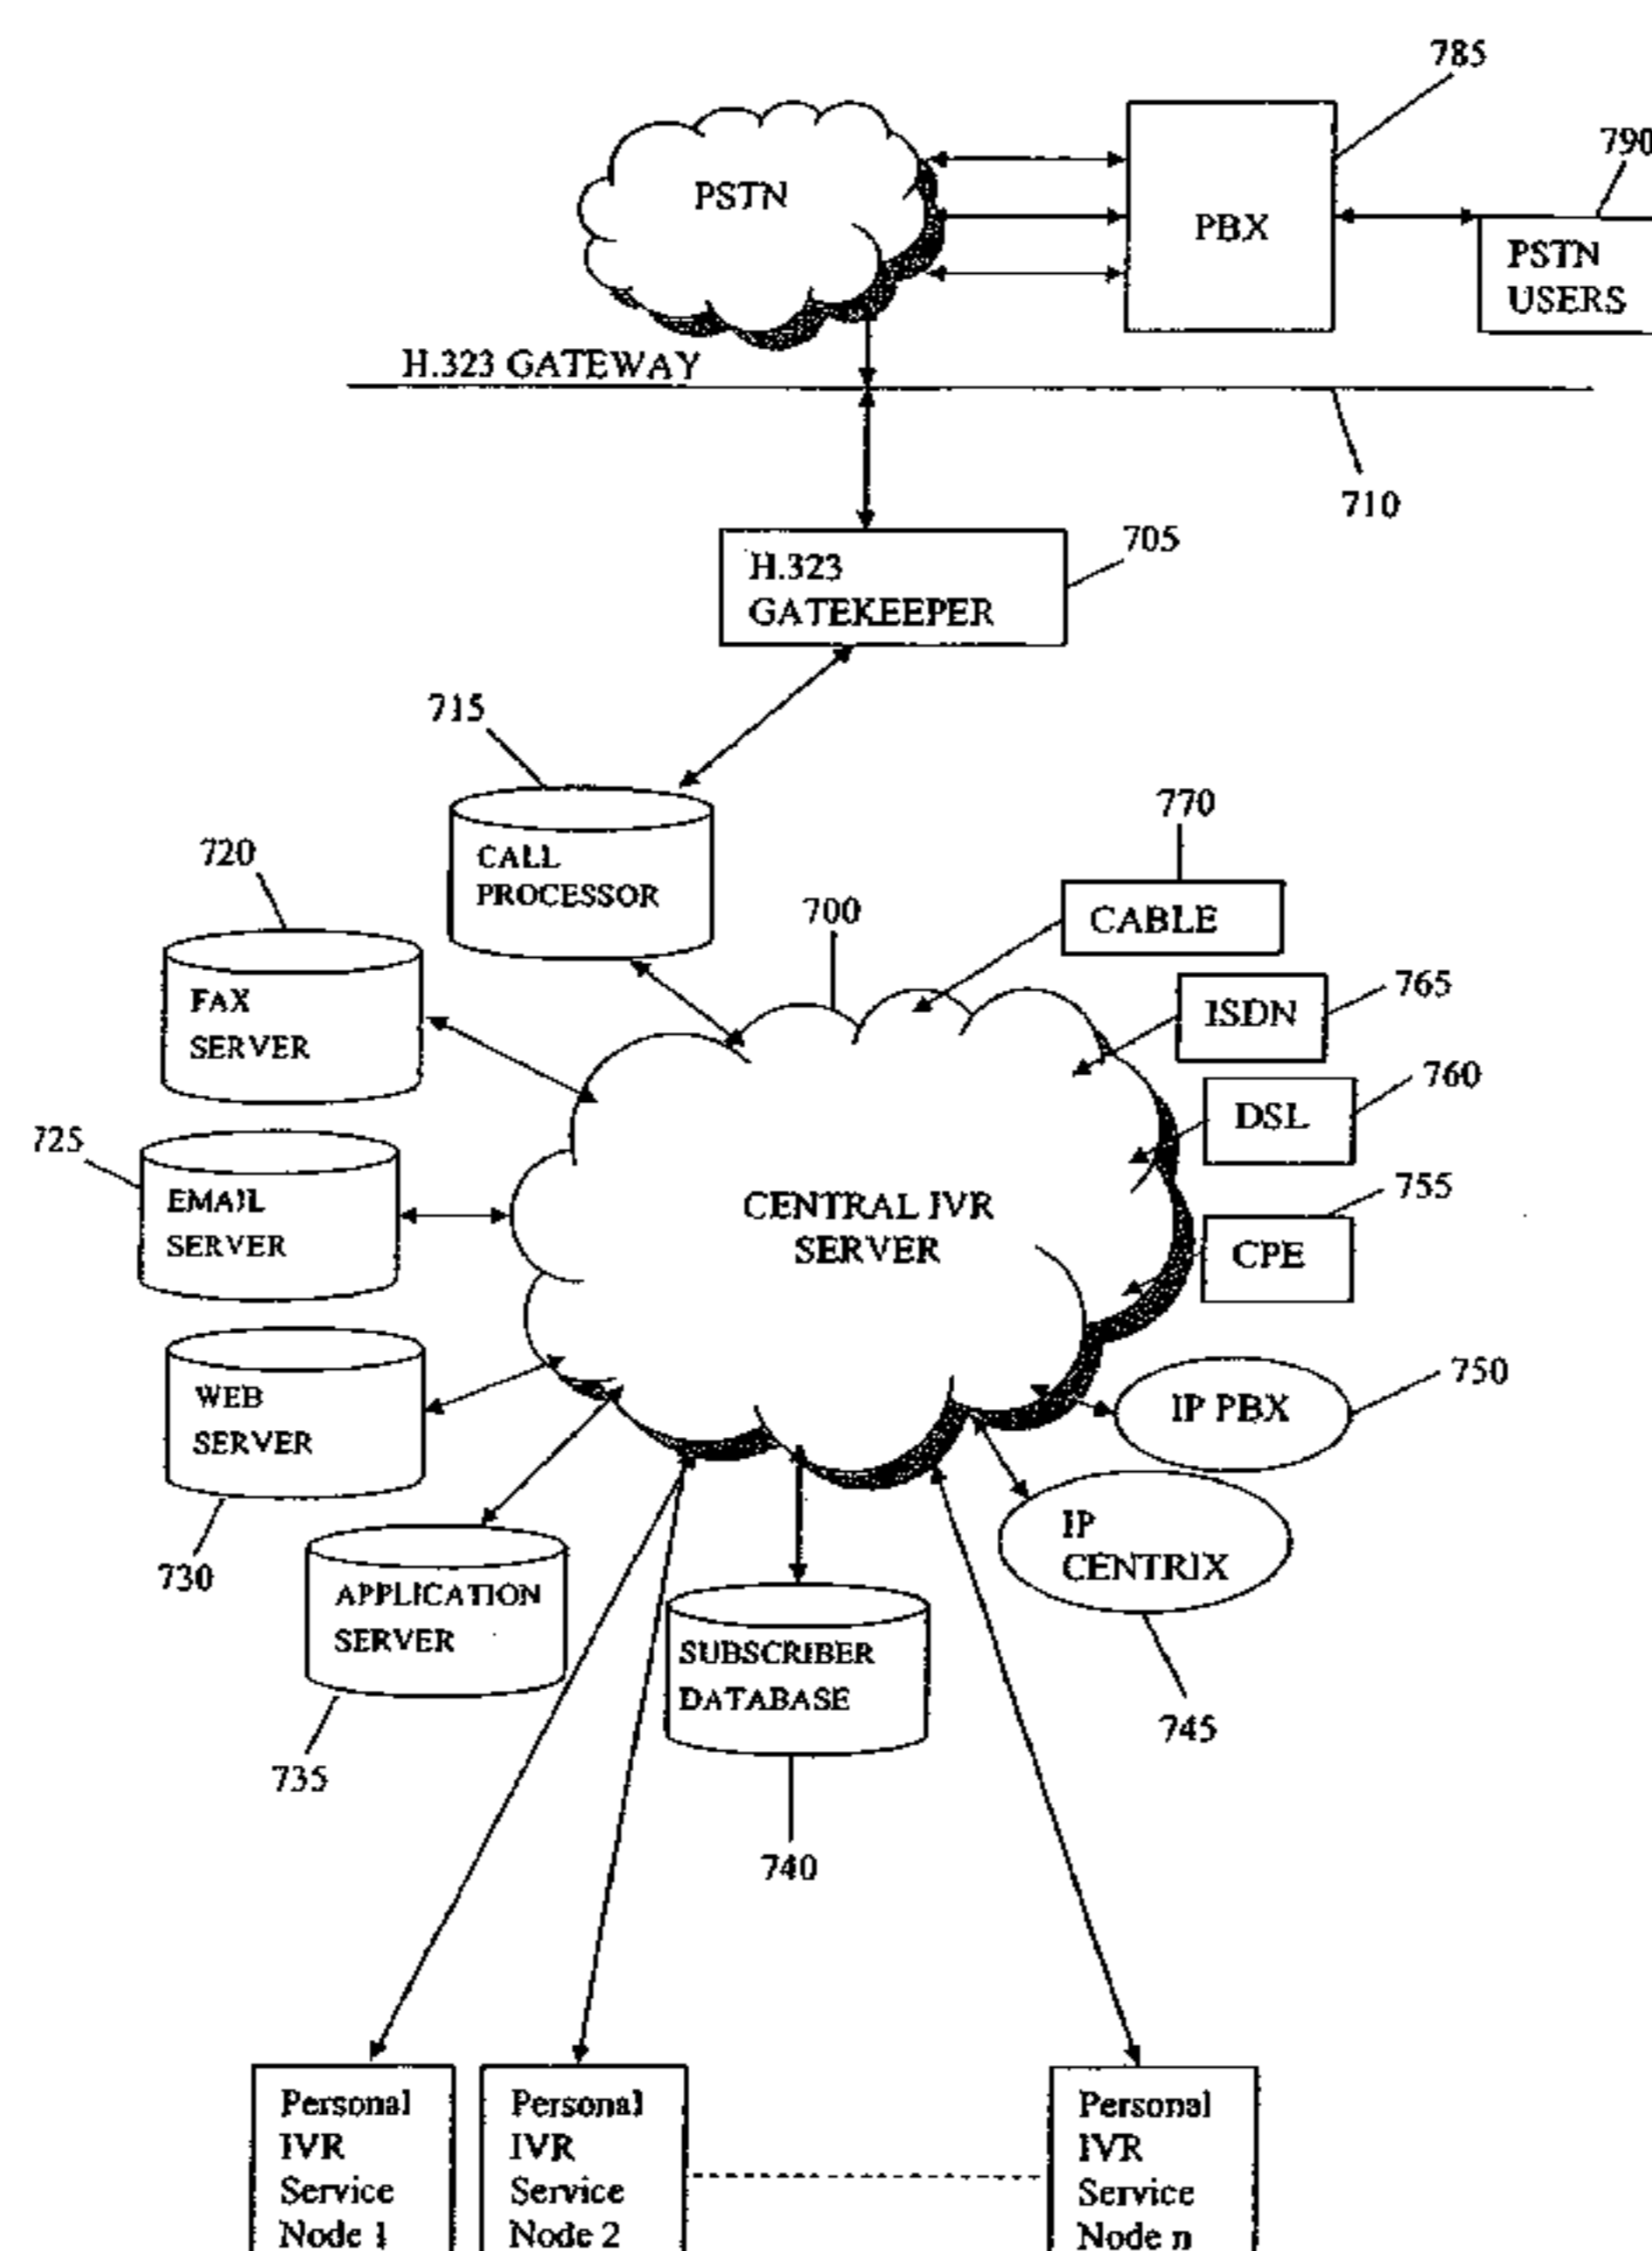 785
790
PSTN
PBX
PSTN
USERS
H.323 GATEWAY
710
705
H.323
GATEKEEPER
715
770
CALL
PROCESSOR
720
700
CABLE
765
FAX
SERVER
ISDN
760
DSL
725
EMAIL
SERVER
CENTRAL IVR
SERVER
755
CPE
750
WEB
SERVER
IP PBX
730
IP
CENTRIX
APPLICATION
SERVER
SUBSCRIBER
DATABASE
745
735
740
Personal
IVR
Service
Node 1
Personal
IVR
Service
Node 2
Personal
IVR
Service
Node n